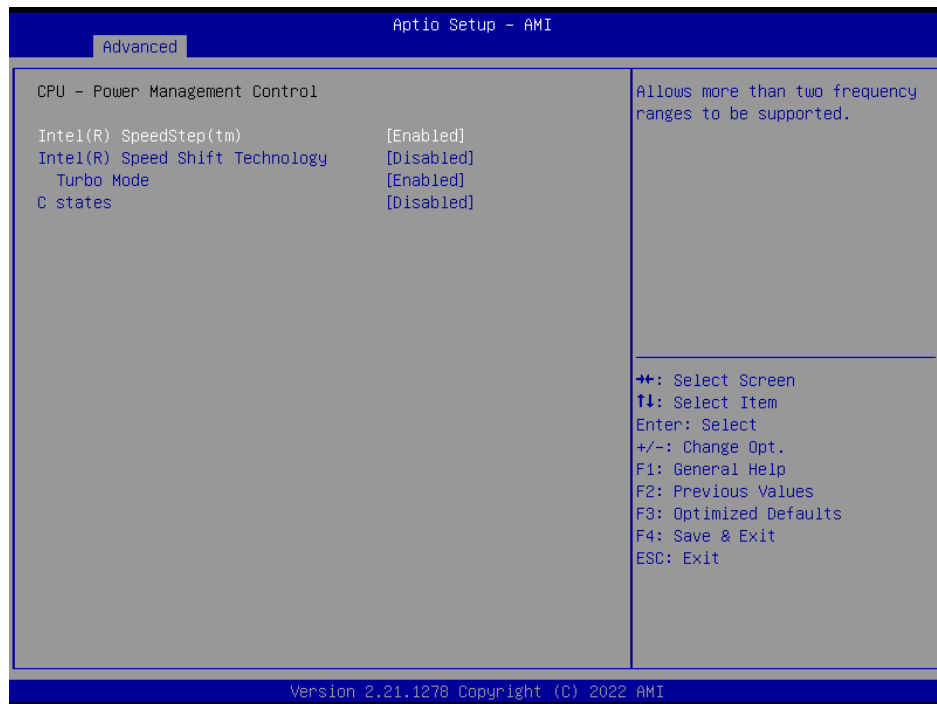 Aptio Setup – AMI
Advanced
CPU – Power Management Control
Intel(R) SpeedStep(tm) [Enabled]
Intel(R) Speed Shift Technology [Disabled]
Turbo Mode [Enabled]
C states [Disabled]
Allows more than two frequency
ranges to be supported.
→←: Select Screen
↑↓: Select Item
Enter: Select
+/-: Change Opt.
F1: General Help
F2: Previous Values
F3: Optimized Defaults
F4: Save & Exit
ESC: Exit
Version 2.21.1278 Copyright (C) 2022 AMI